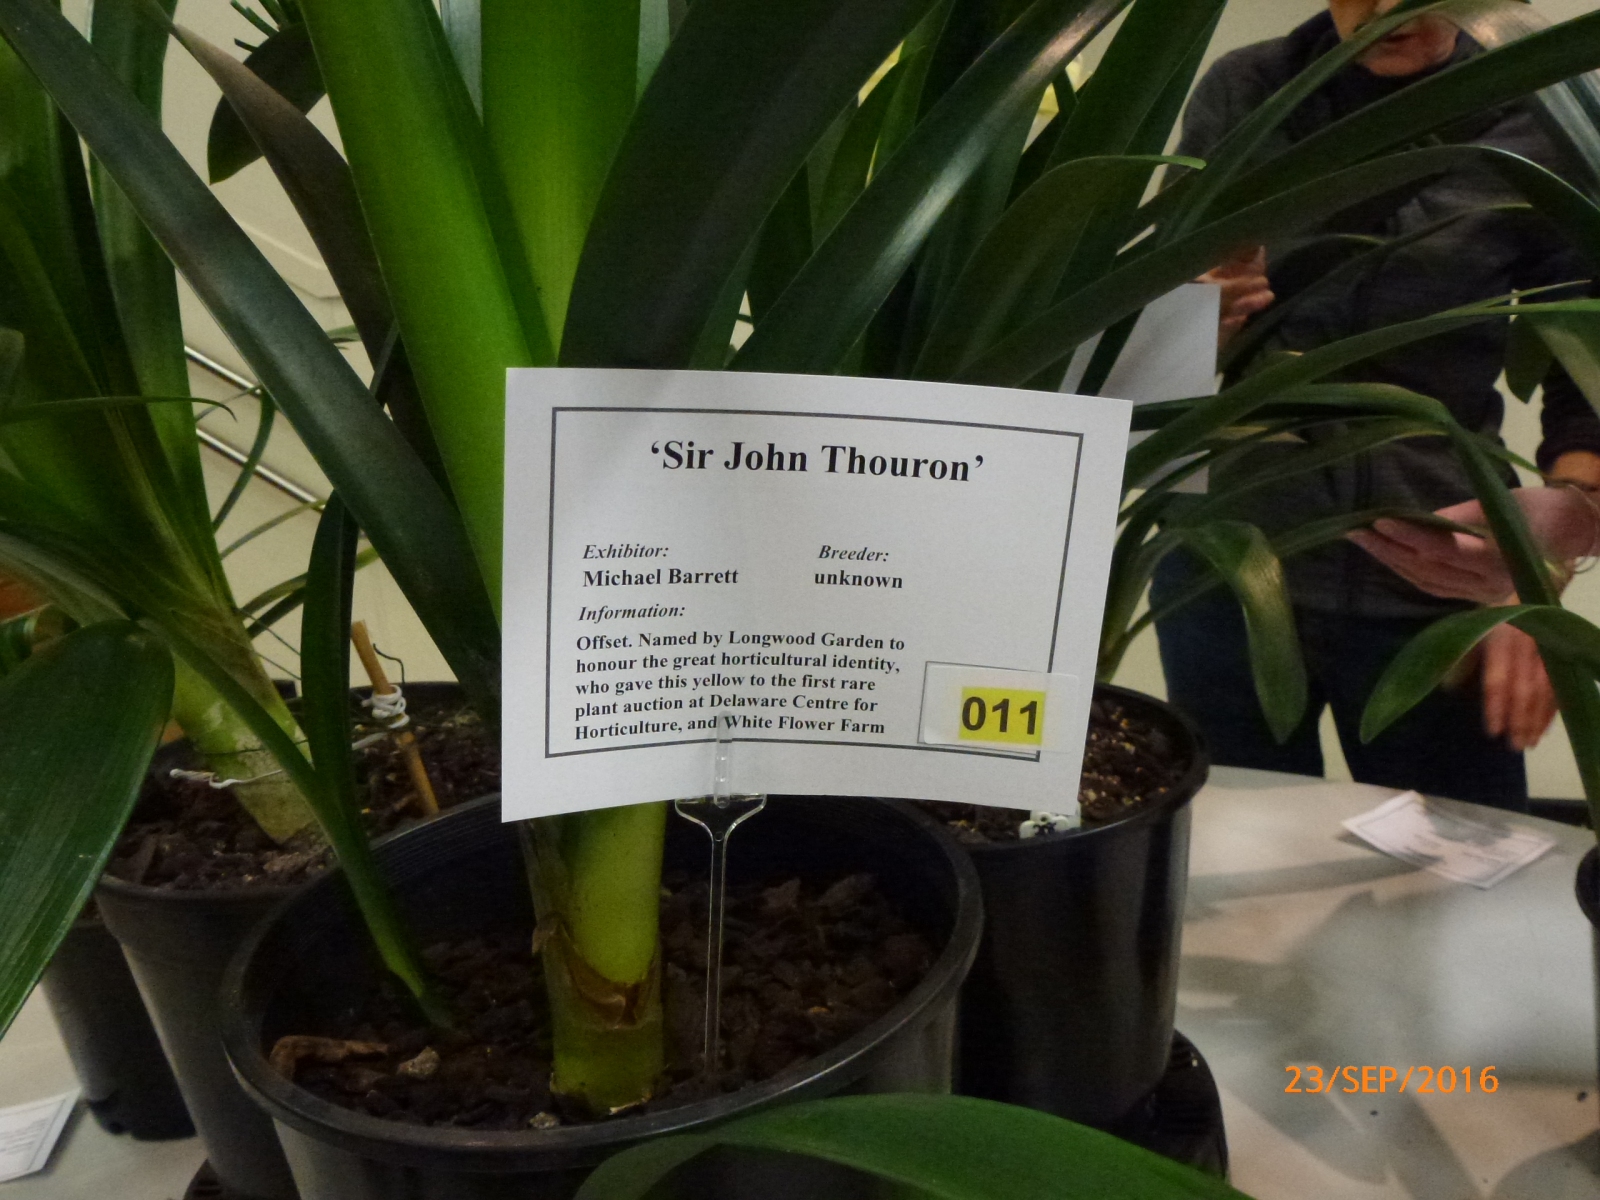 ‘Sir John Thouron’
Exhibitor:
Michael Barrett
Breeder:
unknown
Information:
Offset. Named by Longwood Garden to
honour the great horticultural identity,
who gave this yellow to the first rare
plant auction at Delaware Centre for
Horticulture, and White Flower Farm
011
23/SEP/2016